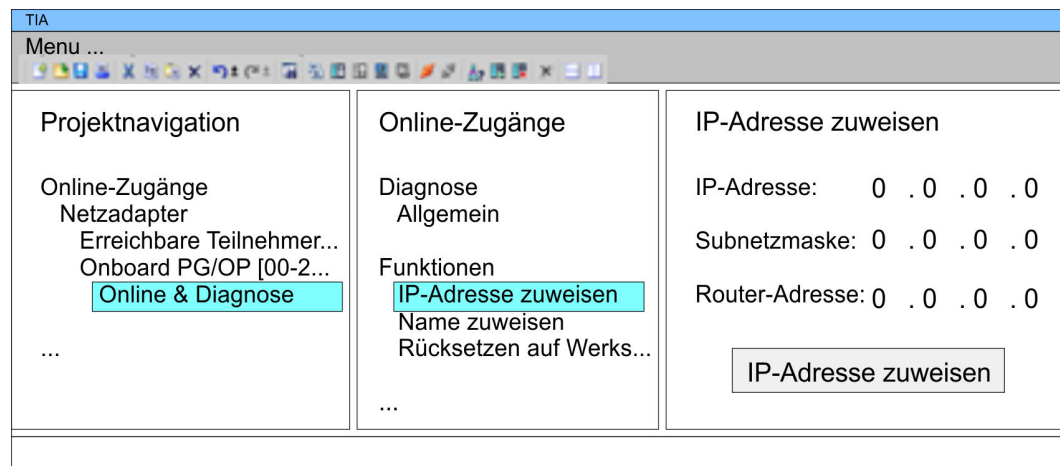 TIA
Menu ...
Projektnavigation
Online-Zugänge
Netzadapter
Erreichbare Teilnehmer...
Onboard PG/OP [00-2...
Online & Diagnose
...
Online-Zugänge
Diagnose
Allgemein
Funktionen
IP-Adresse zuweisen
Name zuweisen
Rücksetzen auf Werks...
...
IP-Adresse zuweisen
IP-Adresse: 0 . 0 . 0 . 0
Subnetzmaske: 0 . 0 . 0 . 0
Router-Adresse: 0 . 0 . 0 . 0
IP-Adresse zuweisen